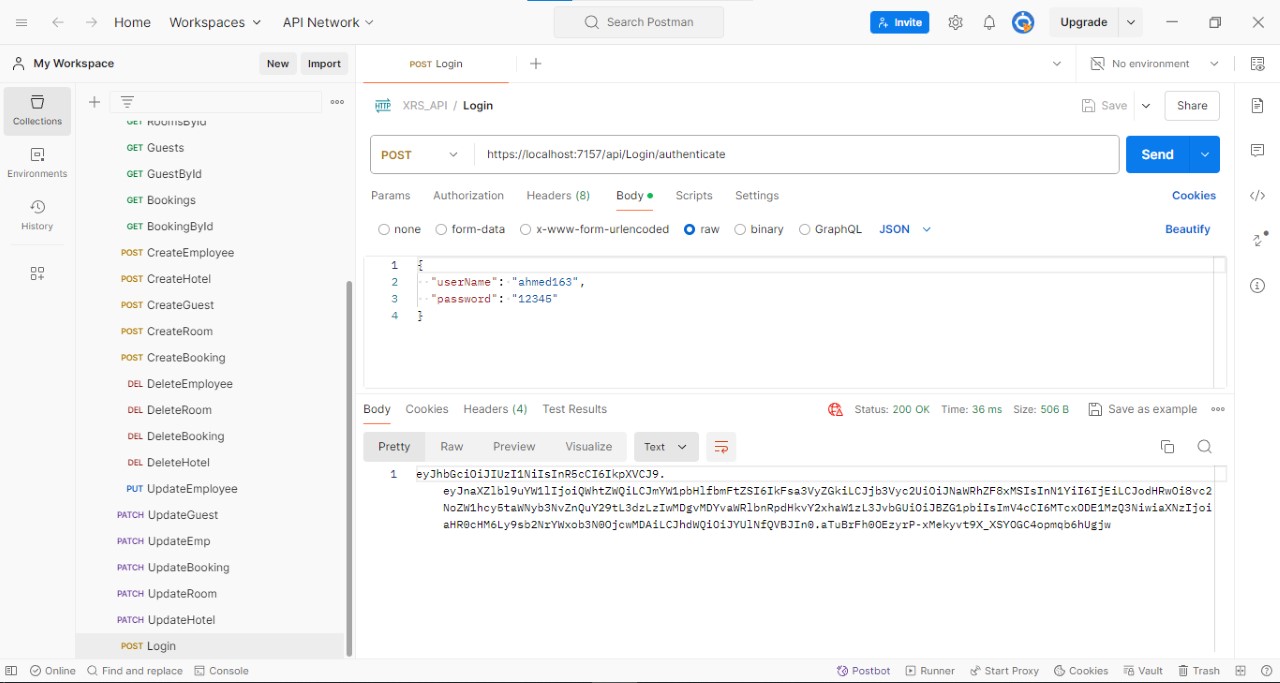 Home Workspaces API Network Search Postman Invite Upgrade
My Workspace New Import POST Login No environment
Collections
Environments
History
RoomsById
GET Guests
GET GuestById
GET Bookings
GET BookingById
POST CreateEmployee
POST CreateHotel
POST CreateGuest
POST CreateRoom
POST CreateBooking
DEL DeleteEmployee
DEL DeleteRoom
DEL DeleteBooking
DEL DeleteHotel
PUT UpdateEmployee
PATCH UpdateGuest
PATCH UpdateEmp
PATCH UpdateBooking
PATCH UpdateRoom
PATCH UpdateHotel
POST Login
HTTP XRS_API / Login Save Share
POST https://localhost:7157/api/Login/authenticate Send
Params Authorization Headers (8) Body Scripts Settings Cookies
none form-data x-www-form-urlencoded raw binary GraphQL JSON Beautify
1 {
2 "userName": "ahmed163",
3 "password": "12345"
4 }
Body Cookies Headers (4) Test Results Status: 200 OK Time: 36 ms Size: 506 B Save as example
Pretty Raw Preview Visualize Text
1 eyJhbGciOiJIUzI1NiIsInR5cCI6IkpXVCJ9.
Online Find and replace Console Postbot Runner Start Proxy Cookies Vault Trash